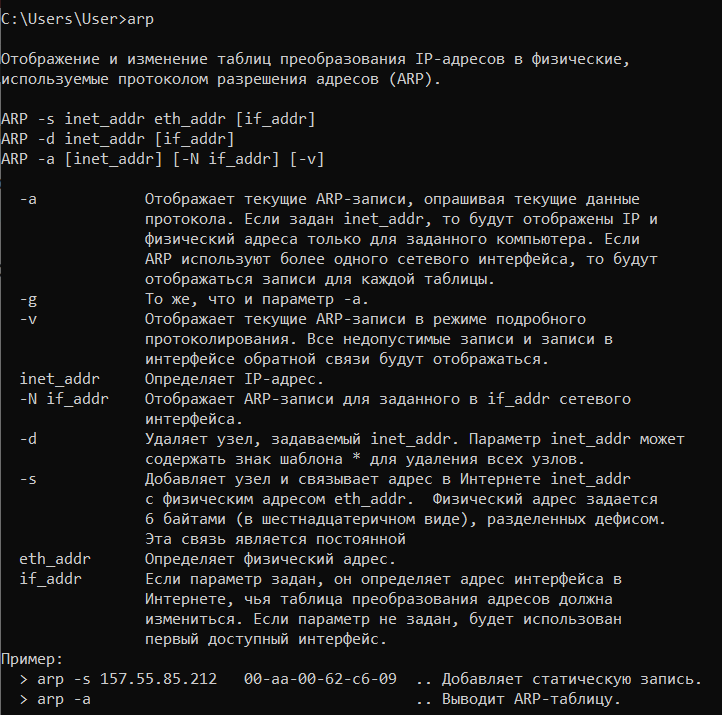 C:\Users\User>arp
Отображение и изменение таблиц преобразования IP-адресов в физические,
используемые протоколом разрешения адресов (ARP).
ARP -s inet_addr eth_addr [if_addr]
ARP -d inet_addr [if_addr]
ARP -a [inet_addr] [-N if_addr] [-v]
-a Отображает текущие ARP-записи, опрашивая текущие данные
протокола. Если задан inet_addr, то будут отображены IP и
физический адреса только для заданного компьютера. Если
ARP используют более одного сетевого интерфейса, то будут
отображаться записи для каждой таблицы.
-g То же, что и параметр -a.
-v Отображает текущие ARP-записи в режиме подробного
протоколирования. Все недопустимые записи и записи в
интерфейсе обратной связи будут отображаться.
inet_addr Определяет IP-адрес.
-N if_addr Отображает ARP-записи для заданного в if_addr сетевого
интерфейса.
-d Удаляет узел, задаваемый inet_addr. Параметр inet_addr может
содержать знак шаблона * для удаления всех узлов.
-s Добавляет узел и связывает адрес в Интернете inet_addr
с физическим адресом eth_addr.  Физический адрес задается
6 байтами (в шестнадцатеричном виде), разделенных дефисом.
Эта связь является постоянной
eth_addr Определяет физический адрес.
if_addr Если параметр задан, он определяет адрес интерфейса в
Интернете, чья таблица преобразования адресов должна
измениться. Если параметр не задан, будет использован
первый доступный интерфейс.
Пример:
> arp -s 157.55.85.212   00-aa-00-62-c6-09  .. Добавляет статическую запись.
> arp -a                                    .. Выводит ARP-таблицу.